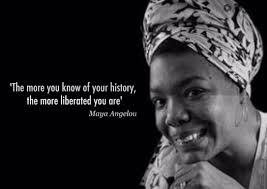 'The more you know of your history,
the more liberated you are'
Maya Angelou